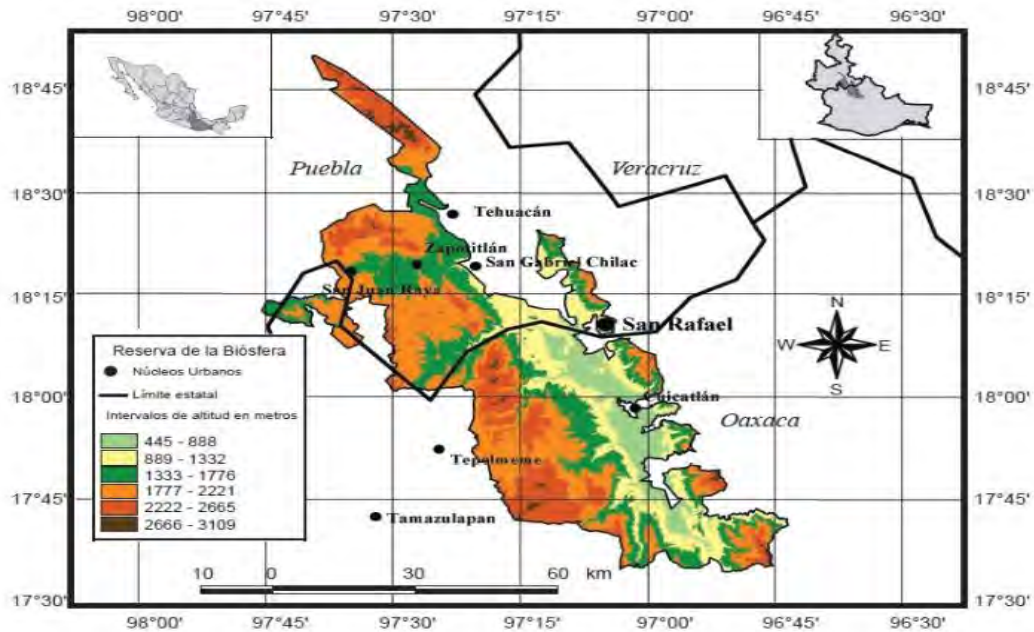 98°00' 97°45' 97°30' 97°15' 97°00' 96°45' 96°30'
18°45' 18°45'
Puebla Veracruz
18°30' 18°30'
Tehuacán
Zapotitlán
San Gabriel Chilac
San Juan Raya
18°15' 18°15'
San Rafael
N
W E
S
Reserva de la Biósfera
Núcleos Urbanos
Límite estatal
Intervalos de altitud en metros
445 - 888
889 - 1332
1333 - 1776
1777 - 2221
2222 - 2665
2666 - 3109
18°00' 18°00'
Cuicatlán
Oaxaca
Tepelmeme
17°45' 17°45'
Tamazulapan
10 0 30 60 km
17°30' 17°30'
98°00' 97°45' 97°30' 97°15' 97°00' 96°45' 96°30'